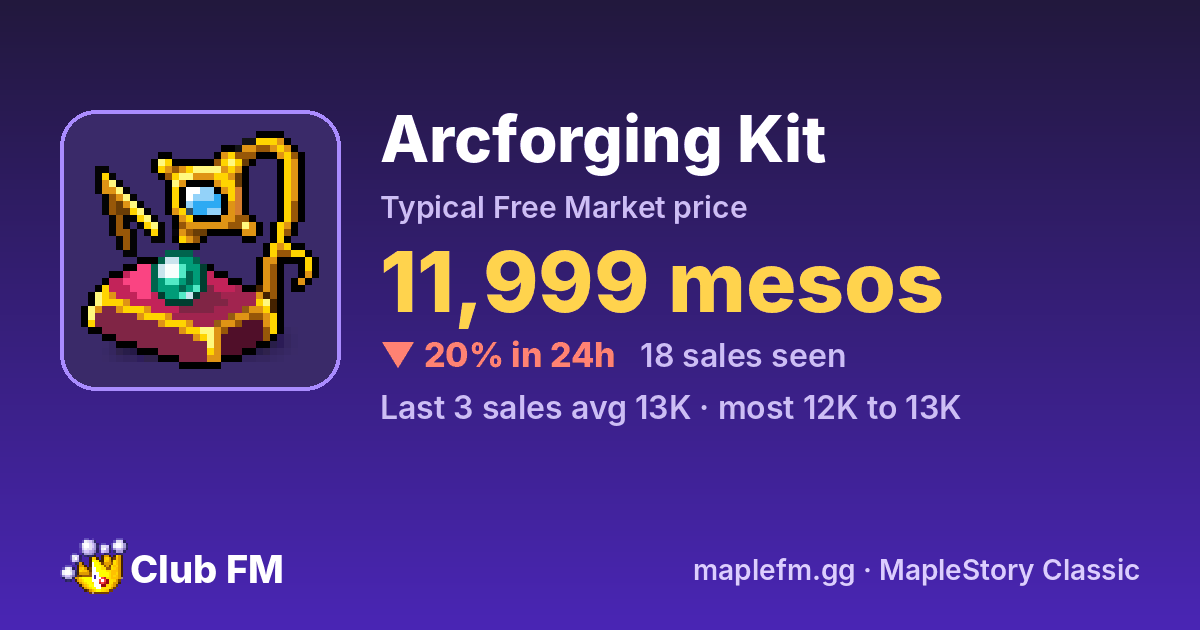 Arcforging Kit
Typical Free Market price
11,999 mesos
▼ 20% in 24h 18 sales seen
Last 3 sales avg 13K · most 12K to 13K
Club FM
maplefm.gg · MapleStory Classic